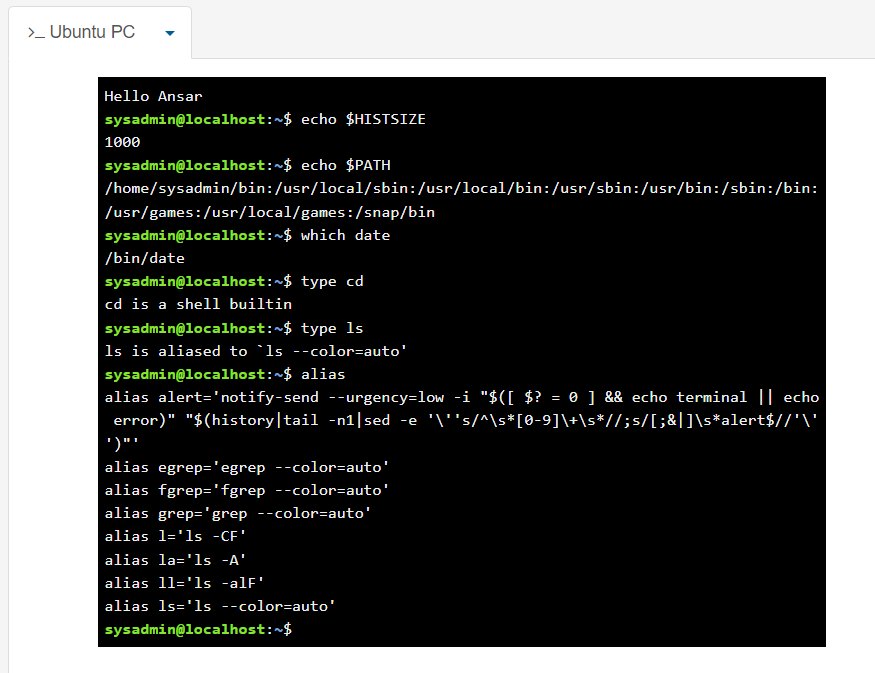 >_ Ubuntu PC
Hello Ansar
sysadmin@localhost:~$ echo $HISTSIZE
1000
sysadmin@localhost:~$ echo $PATH
/home/sysadmin/bin:/usr/local/sbin:/usr/local/bin:/usr/sbin:/usr/bin:/sbin:/bin:
/usr/games:/usr/local/games:/snap/bin
sysadmin@localhost:~$ which date
/bin/date
sysadmin@localhost:~$ type cd
cd is a shell builtin
sysadmin@localhost:~$ type ls
ls is aliased to `ls --color=auto'
sysadmin@localhost:~$ alias
alias alert='notify-send --urgency=low -i "$([ $? = 0 ] && echo terminal || echo
 error)" "$(history|tail -n1|sed -e '\''s/^\s*[0-9]\+\s*//;s/[;&|]\s*alert$//'\'
')"'
alias egrep='egrep --color=auto'
alias fgrep='fgrep --color=auto'
alias grep='grep --color=auto'
alias l='ls -CF'
alias la='ls -A'
alias ll='ls -alF'
alias ls='ls --color=auto'
sysadmin@localhost:~$